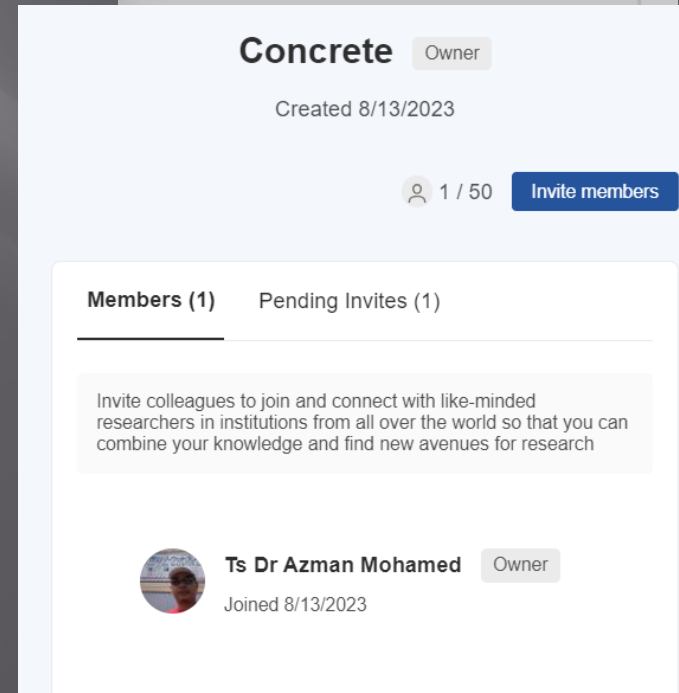 Concrete Owner
Created 8/13/2023
1 / 50 Invite members
Members (1) Pending Invites (1)
Invite colleagues to join and connect with like-minded
researchers in institutions from all over the world so that you can
combine your knowledge and find new avenues for research
Ts Dr Azman Mohamed Owner
Joined 8/13/2023